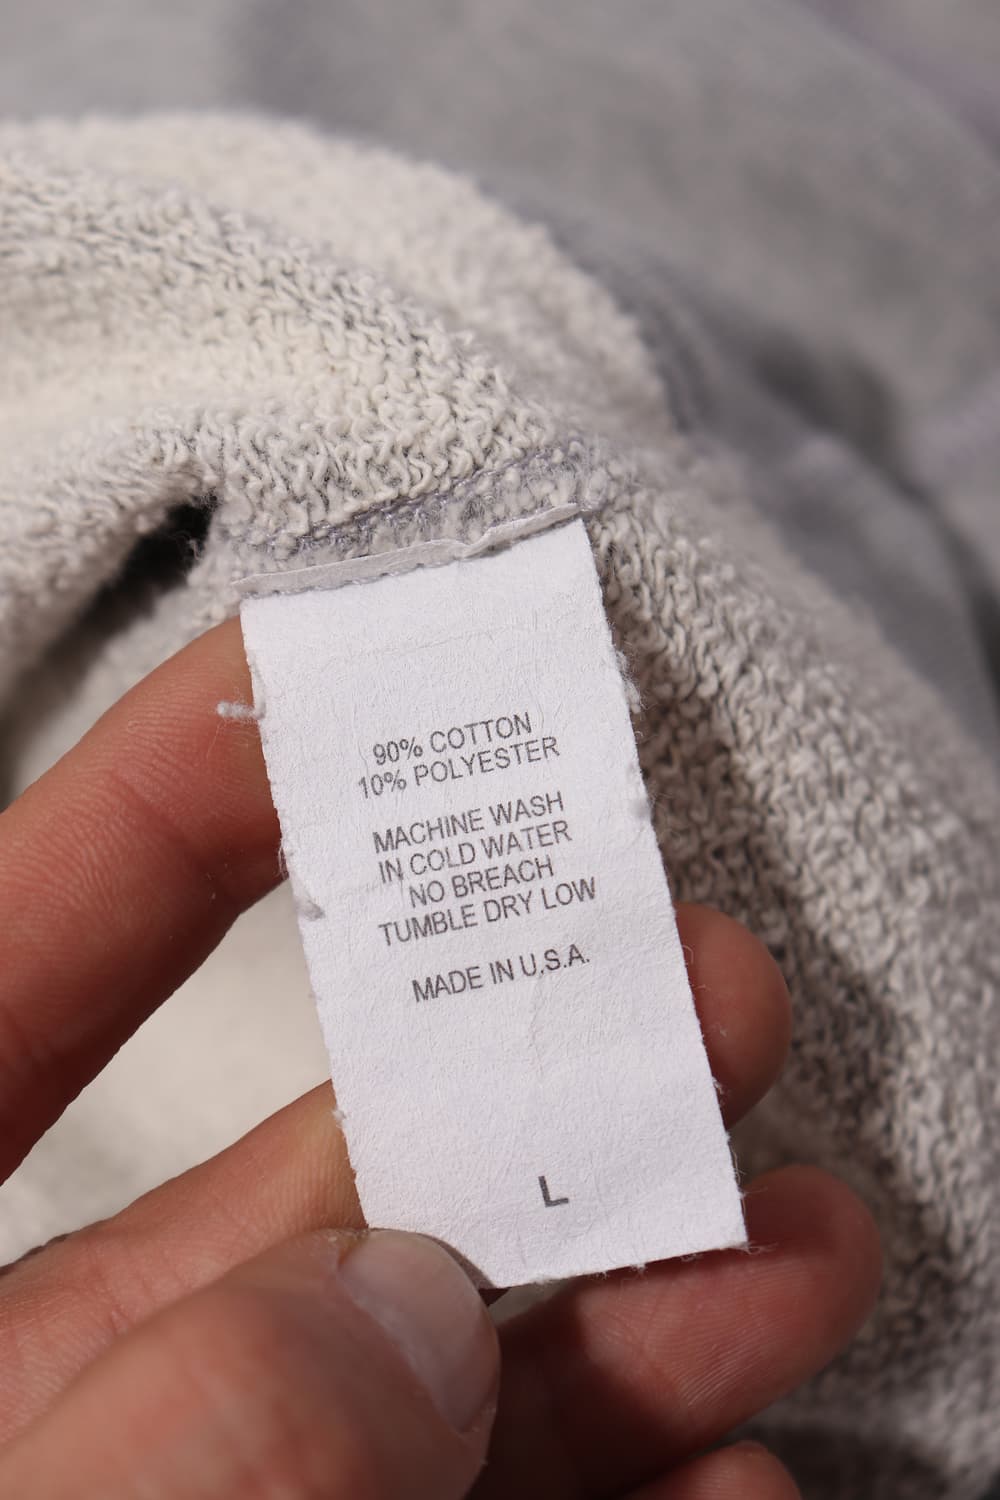 90% COTTON
10% POLYESTER
MACHINE WASH
IN COLD WATER
NO BREACH
TUMBLE DRY LOW
MADE IN U.S.A.
L